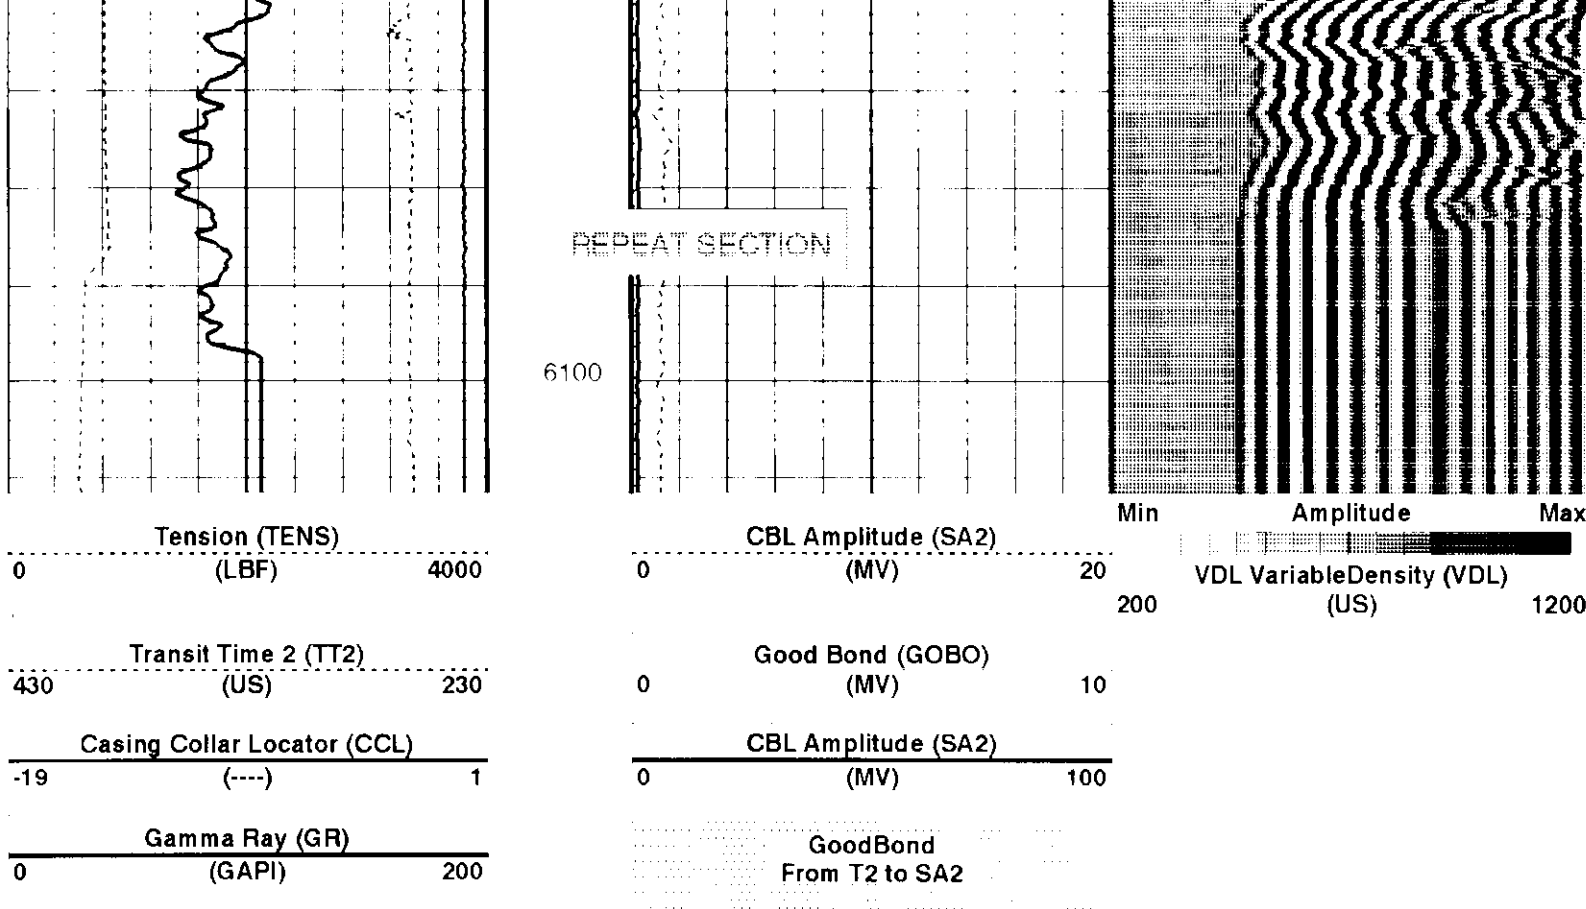 REPEAT SECTION
6100
Tension (TENS)
0 (LBF) 4000
Transit Time 2 (TT2)
430 (US) 230
Casing Collar Locator (CCL)
-19 (----) 1
Gamma Ray (GR)
0 (GAPI) 200
CBL Amplitude (SA2)
0 (MV) 20
Good Bond (GOBO)
0 (MV) 10
CBL Amplitude (SA2)
0 (MV) 100
GoodBond
From T2 to SA2
Min Amplitude Max
VDL VariableDensity (VDL)
200 (US) 1200